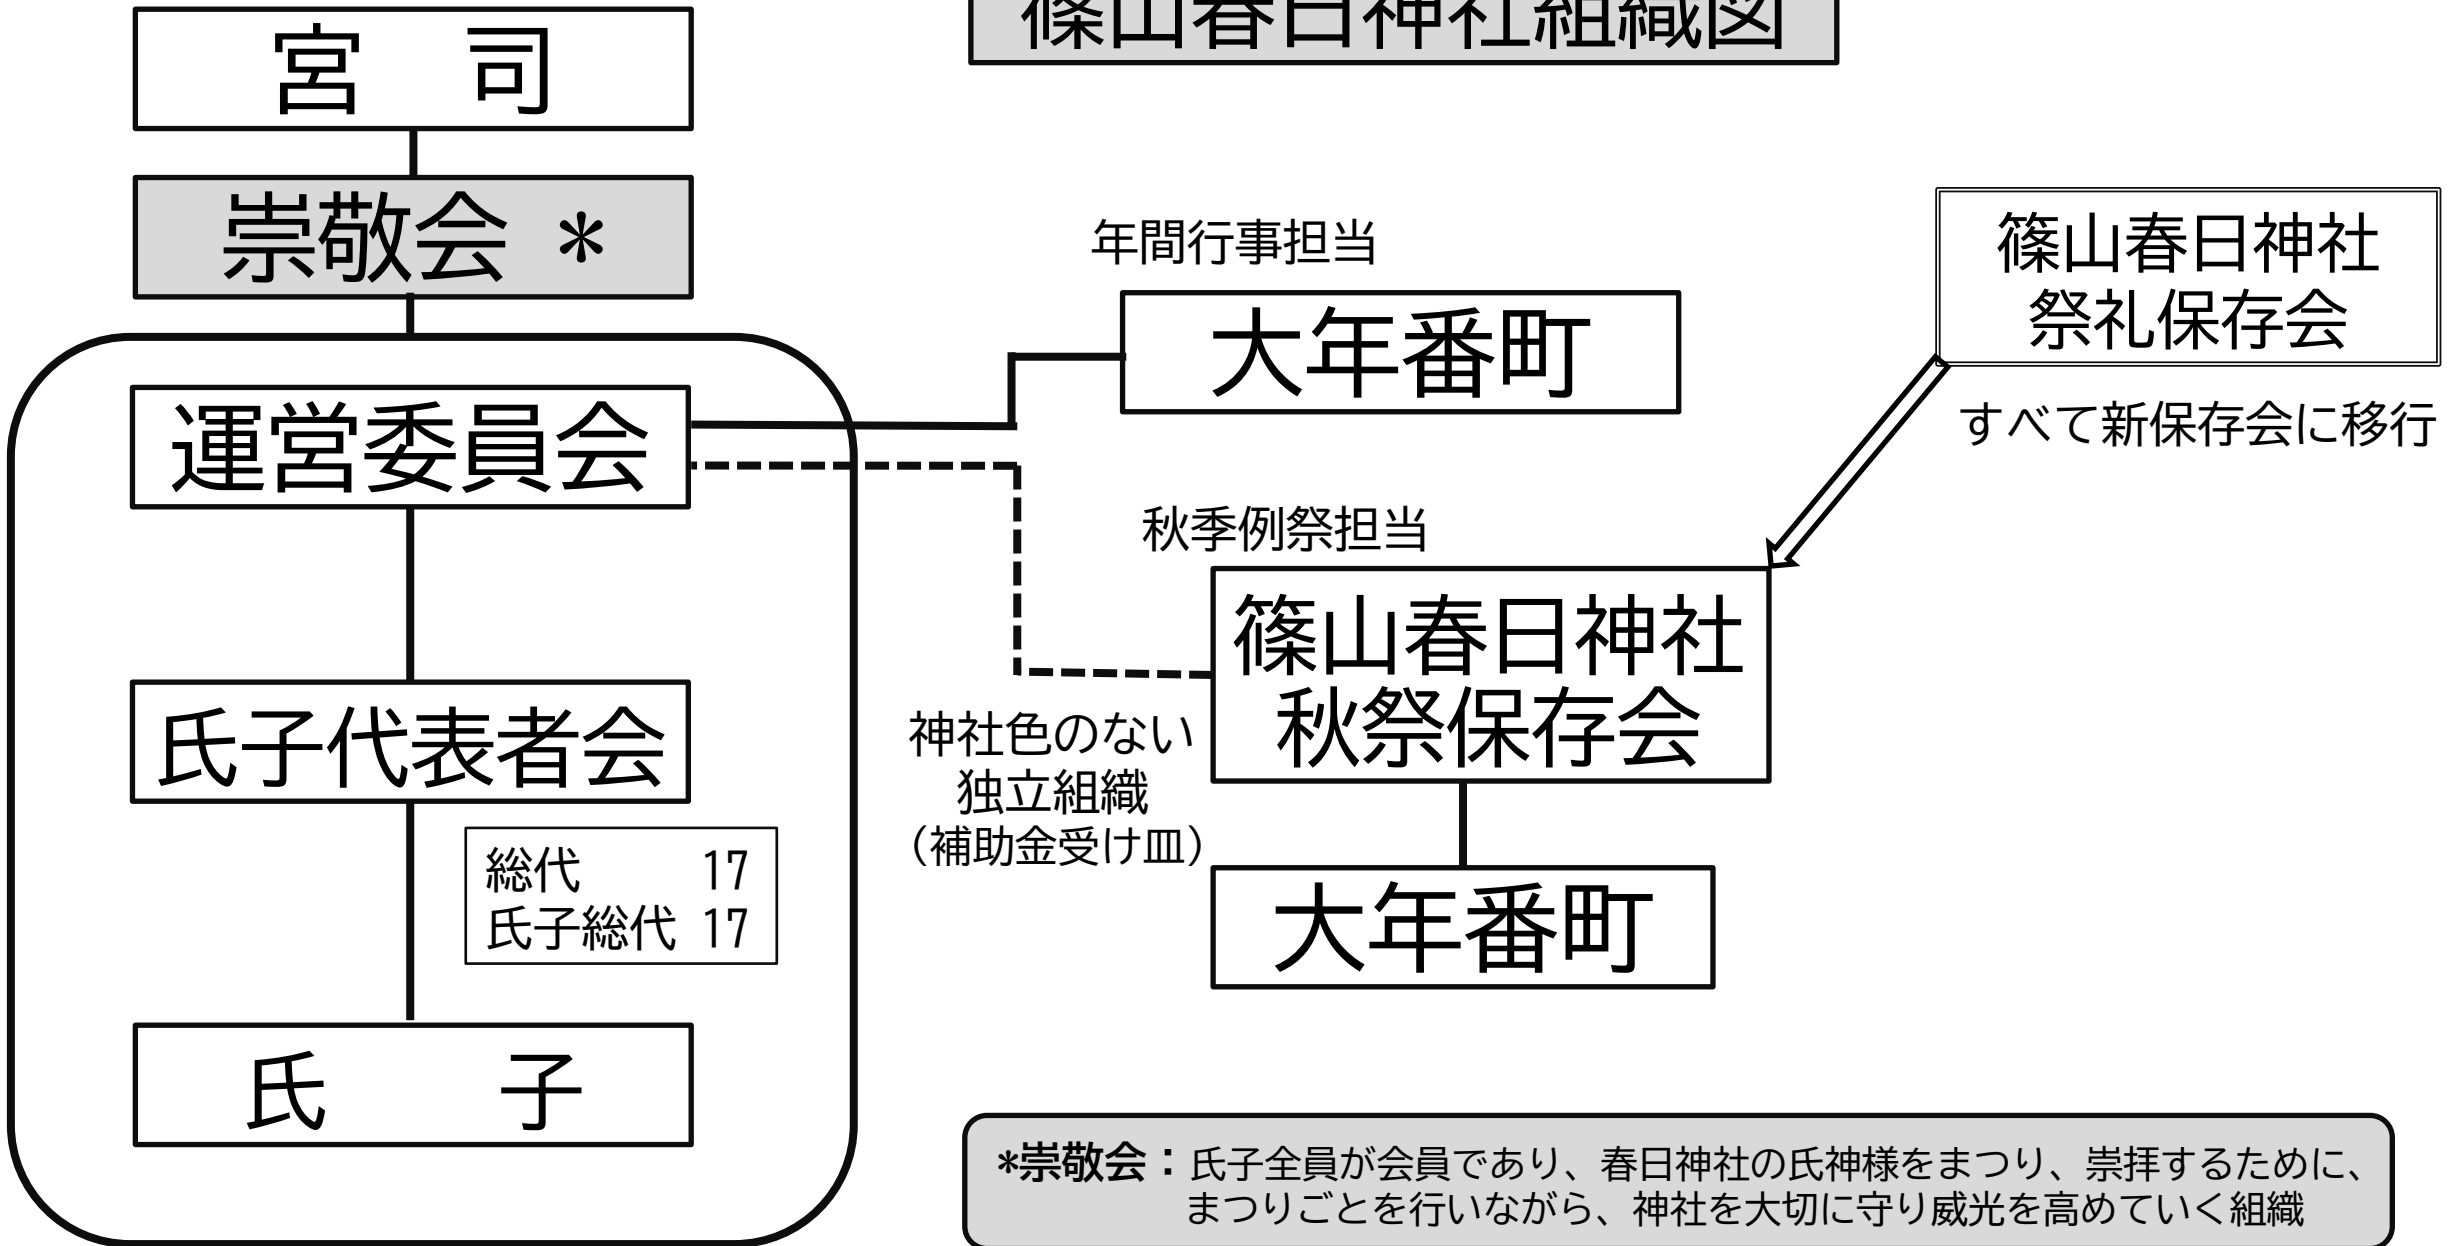 篠山春日神社組織図
宮　司
崇敬会 *
運営委員会
氏子代表者会
総代 17
氏子総代 17
氏　子
年間行事担当
大年番町
篠山春日神社
祭礼保存会
すべて新保存会に移行
秋季例祭担当
篠山春日神社
秋祭保存会
神社色のない
独立組織
（補助金受け皿）
大年番町
*崇敬会：氏子全員が会員であり、春日神社の氏神様をまつり、崇拝するために、
まつりごとを行いながら、神社を大切に守り威光を高めていく組織